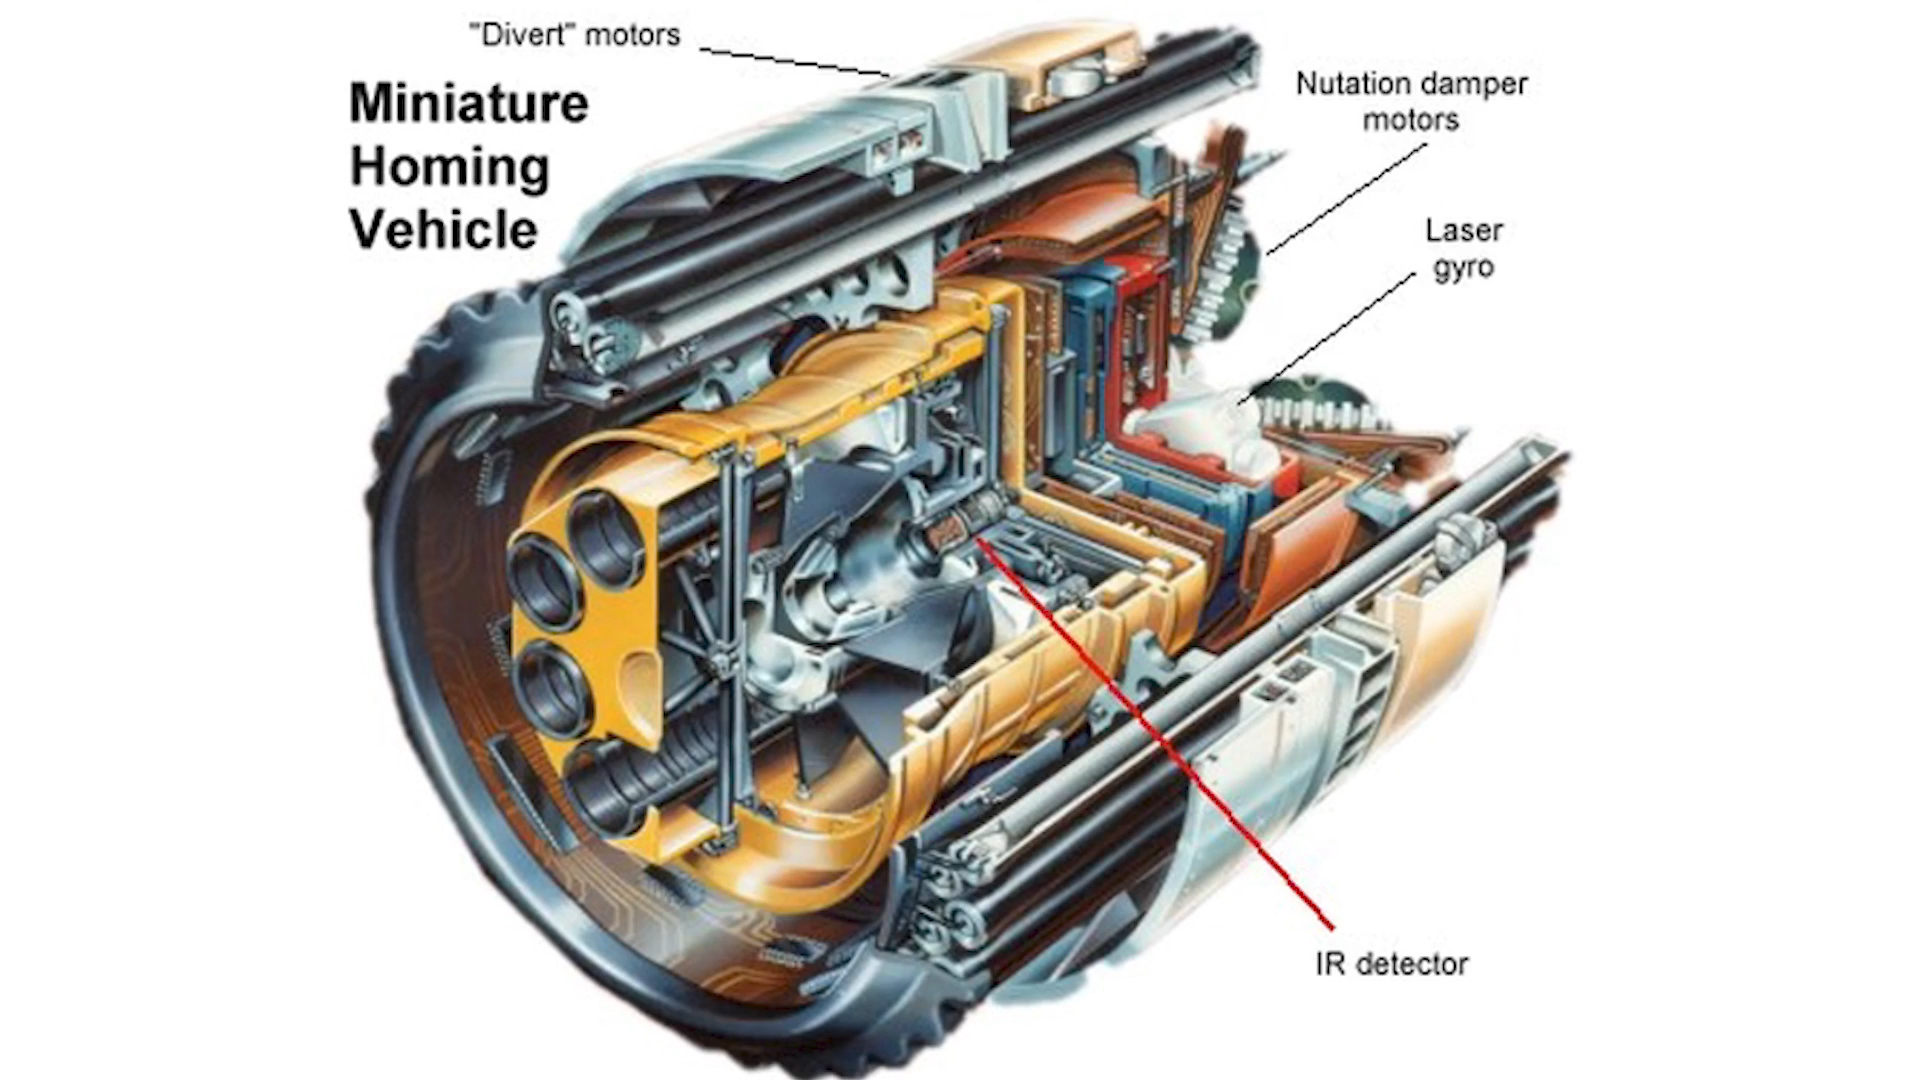 "Divert" motors
Miniature
Homing
Vehicle
Nutation damper
motors
Laser
gyro
IR detector